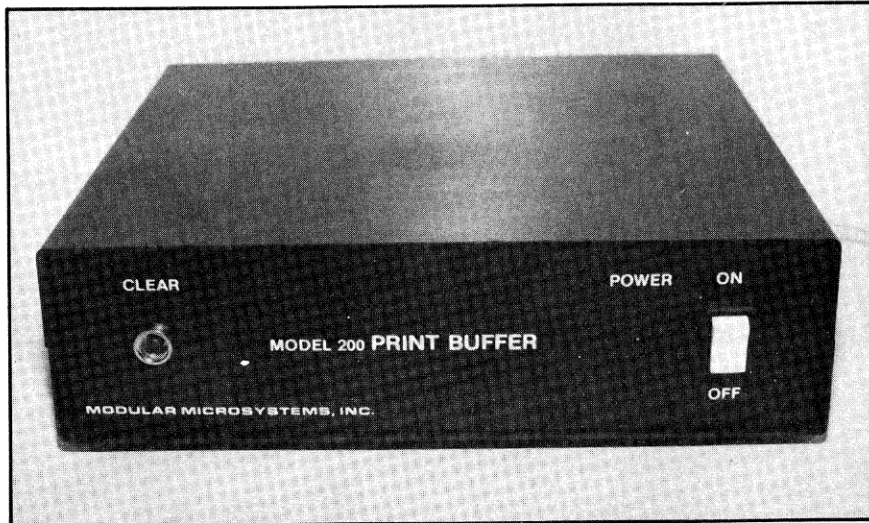 CLEAR
POWER ON
MODEL 200 PRINT BUFFER
OFF
MODULAR MICROSYSTEMS, INC.